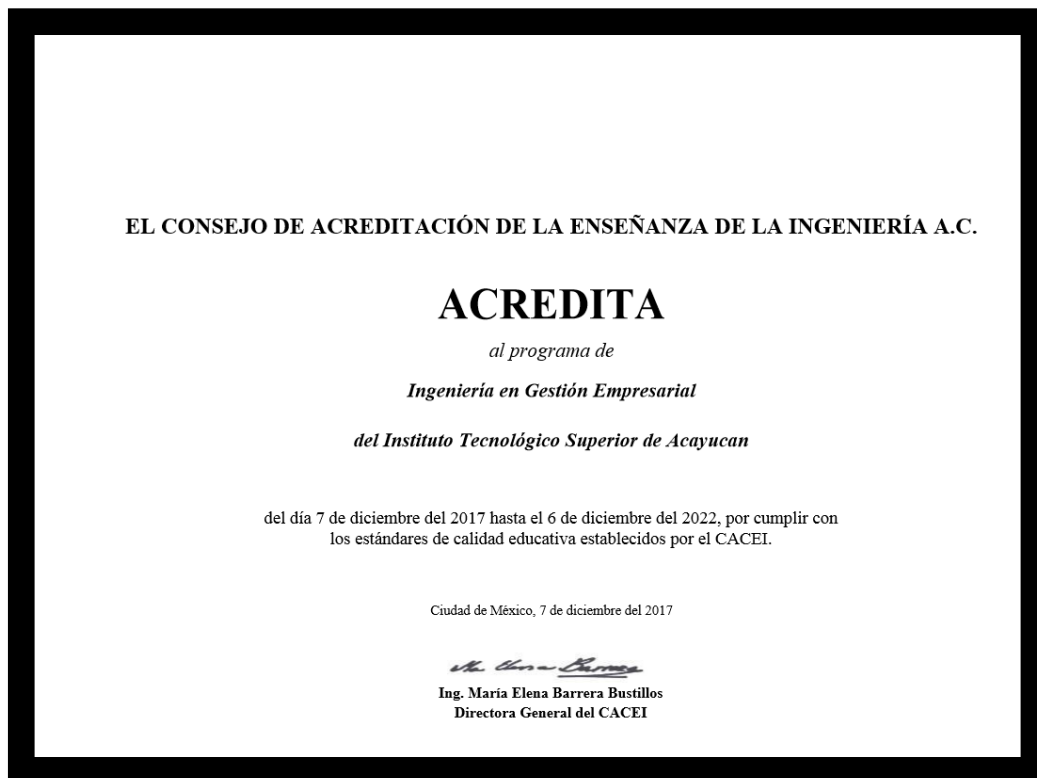 EL CONSEJO DE ACREDITACIÓN DE LA ENSEÑANZA DE LA INGENIERÍA A.C.
ACREDITA
al programa de
Ingeniería en Gestión Empresarial
del Instituto Tecnológico Superior de Acayucan
del día 7 de diciembre del 2017 hasta el 6 de diciembre del 2022, por cumplir con
los estándares de calidad educativa establecidos por el CACEI.
Ciudad de México, 7 de diciembre del 2017
Ing. María Elena Barrera Bustillos
Directora General del CACEI